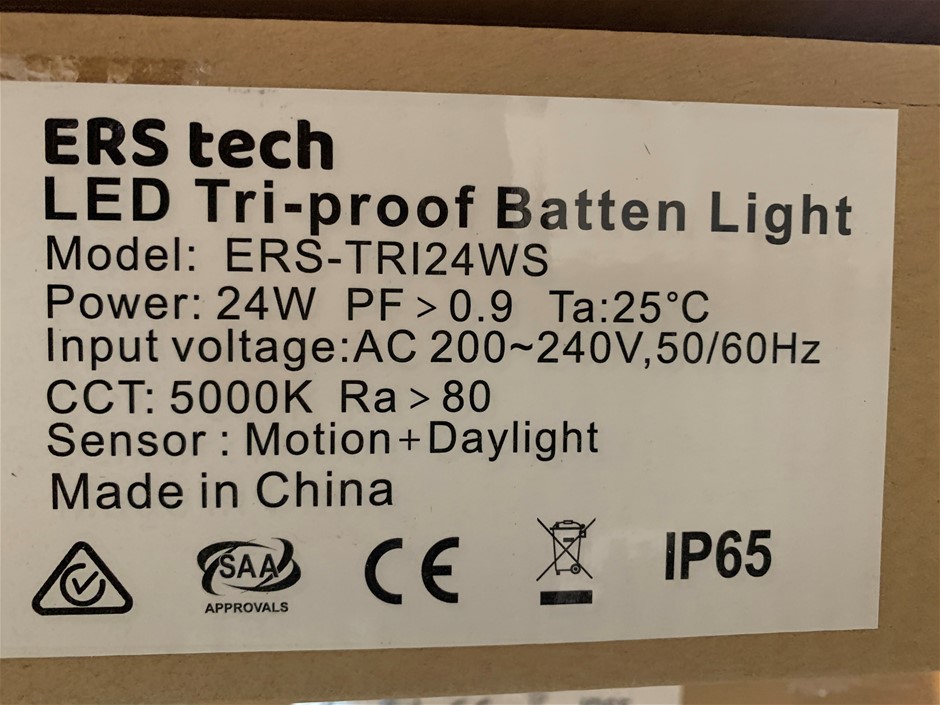 ERS tech
LED Tri-proof Batten Light
Model: ERS-TRI24WS
Power: 24W PF > 0.9 Ta:25°C
Input voltage:AC 200~240V,50/60Hz
CCT: 5000K Ra > 80
Sensor : Motion+Daylight
Made in China
SAA CE IP65
APPROVALS